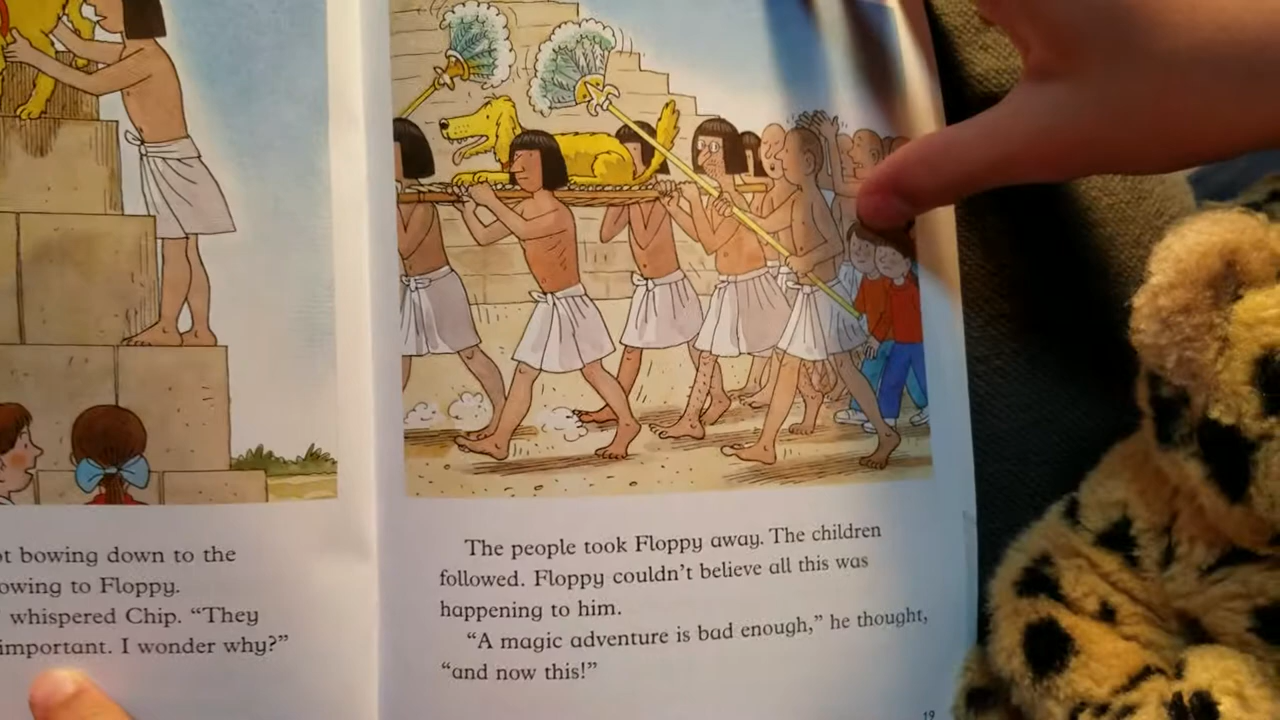 bowing down to the
to Floppy.
whispered Chip. “They
important. I wonder why?”
The people took Floppy away. The children
followed. Floppy couldn’t believe all this was
happening to him.
“A magic adventure is bad enough,” he thought,
“and now this!”
19